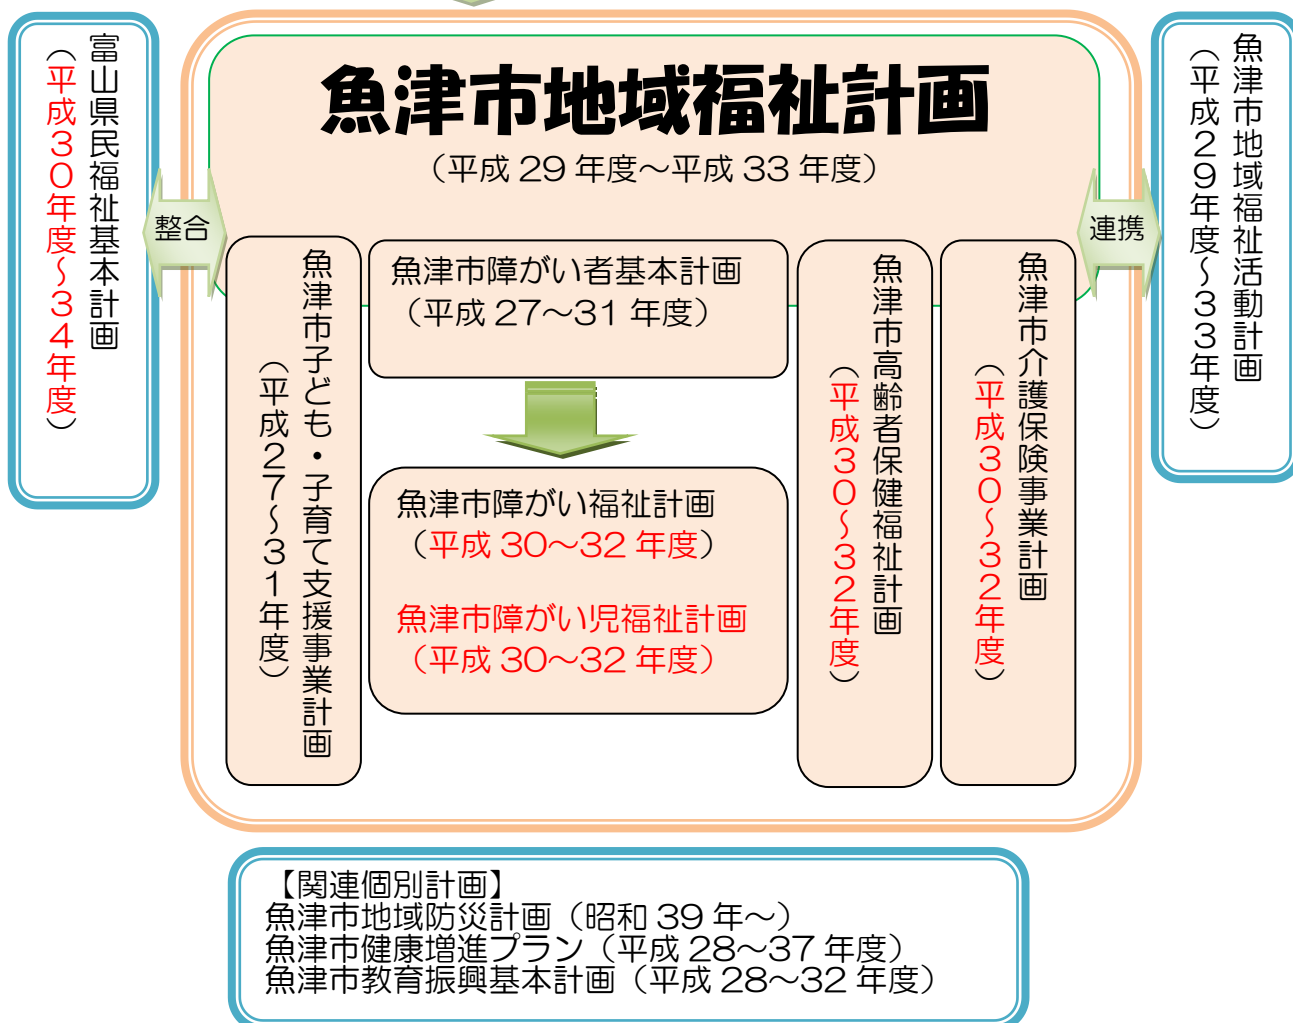 富山県民福祉基本計画
（平成３０年度～３４年度）
整合
魚津市地域福祉計画
（平成 29 年度～平成 33 年度）
魚津市子ども・子育て支援事業計画
（平成２７～３１年度）
魚津市障がい者基本計画
（平成 27～31 年度）
魚津市障がい福祉計画
（平成 30～32 年度）
魚津市障がい児福祉計画
（平成 30～32 年度）
魚津市高齢者保健福祉計画
（平成３０～３２年度）
魚津市介護保険事業計画
（平成３０～３２年度）
連携
魚津市地域福祉活動計画
（平成２９年度～３３年度）
【関連個別計画】
魚津市地域防災計画（昭和 39 年～）
魚津市健康増進プラン（平成 28～37 年度）
魚津市教育振興基本計画（平成 28～32 年度）